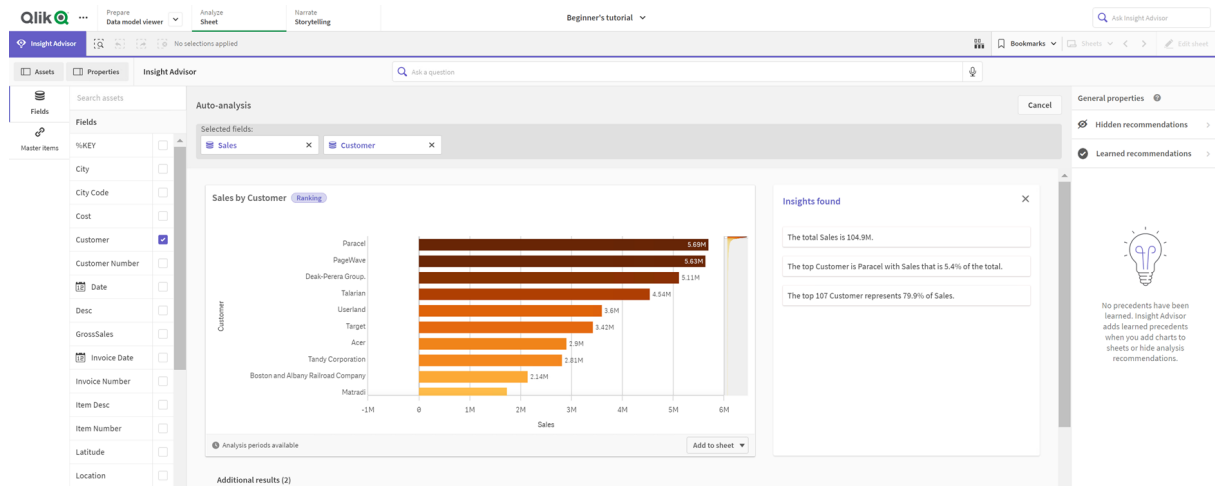 Qlik
Prepare
Data model viewer
Analyze
Sheet
Narrate
Storytelling
Beginner's tutorial
Ask Insight Advisor
Insight Advisor
No selections applied
Bookmarks
Sheets
Edit sheet
Assets
Properties
Insight Advisor
Ask a question
Fields
Master items
Search assets
Fields
%KEY
City
City Code
Cost
Customer
Customer Number
Date
Desc
GrossSales
Invoice Date
Invoice Number
Item Desc
Item Number
Latitude
Location
Auto-analysis
Cancel
Selected fields:
Sales
Customer
Sales by Customer
Ranking
Customer
Paracel
5.69M
PageWave
5.63M
Deak-Perera Group.
5.11M
Talarian
4.54M
Userland
3.6M
Target
3.42M
Acer
2.9M
Tandy Corporation
2.81M
Boston and Albany Railroad Company
2.14M
Matradi
-1M 0 1M 2M 3M 4M 5M 6M
Sales
Analysis periods available
Add to sheet
Additional results (2)
Insights found
The total Sales is 104.9M.
The top Customer is Paracel with Sales that is 5.4% of the total.
The top 107 Customer represents 79.9% of Sales.
General properties
Hidden recommendations
Learned recommendations
No precedents have been
learned. Insight Advisor
adds learned precedents
when you add charts to
sheets or hide analysis
recommendations.